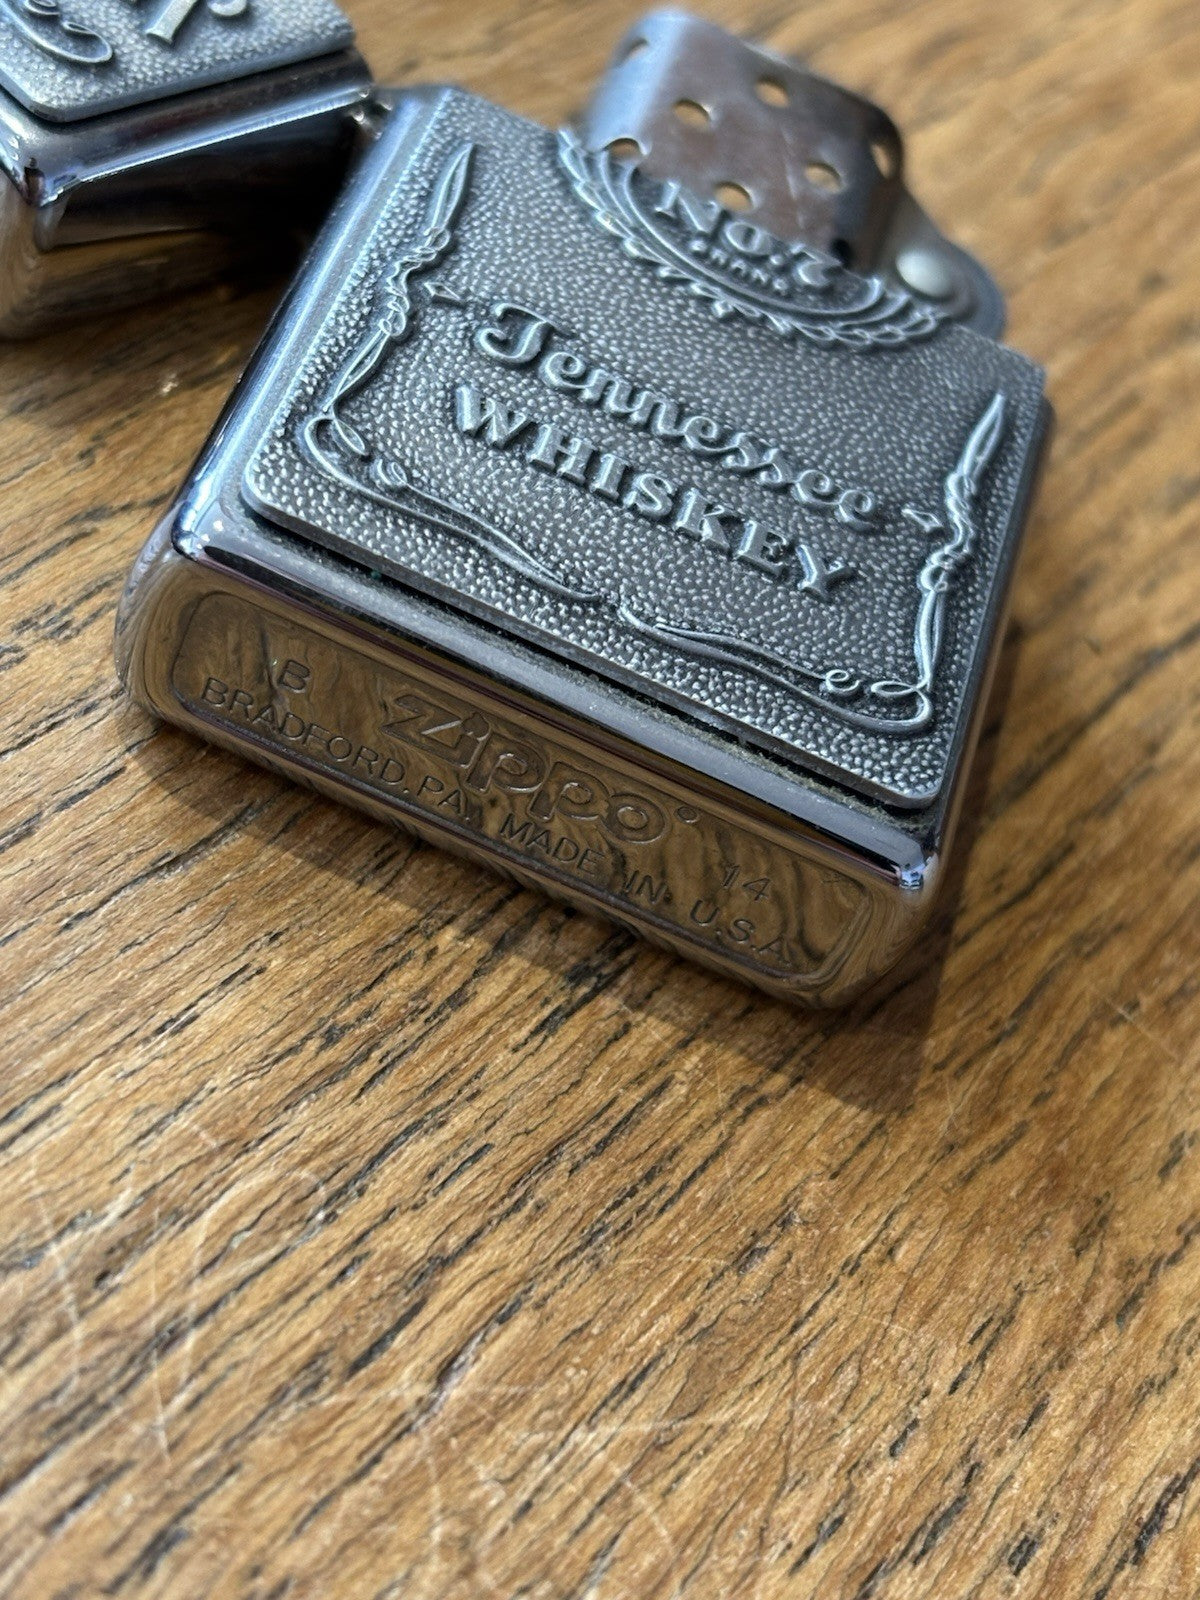 No.7
BRAND
Tennessee
WHISKEY
B Zippo 14
BRADFORD, PA. MADE IN U.S.A.